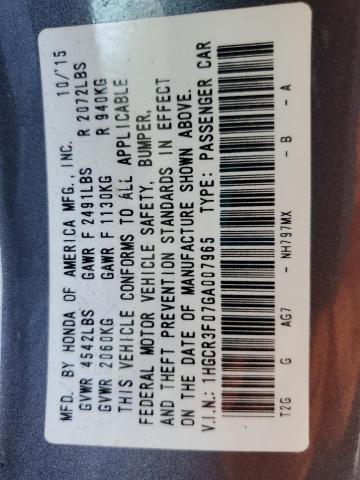 MFD. BY HONDA OF AMERICA MFG., INC. 10/'15
GVWR 4542LBS GAWR F 2491LBS R 2072LBS
GVWR 2060KG GAWR F 1130KG R 940KG
THIS VEHICLE CONFORMS TO ALL APPLICABLE
FEDERAL MOTOR VEHICLE SAFETY, BUMPER,
AND THEFT PREVENTION STANDARDS IN EFFECT
ON THE DATE OF MANUFACTURE SHOWN ABOVE.
V.I.N.: 1HGCR3F07GA007965 TYPE: PASSENGER CAR
T2G G AG7 - NH797MX - B - A